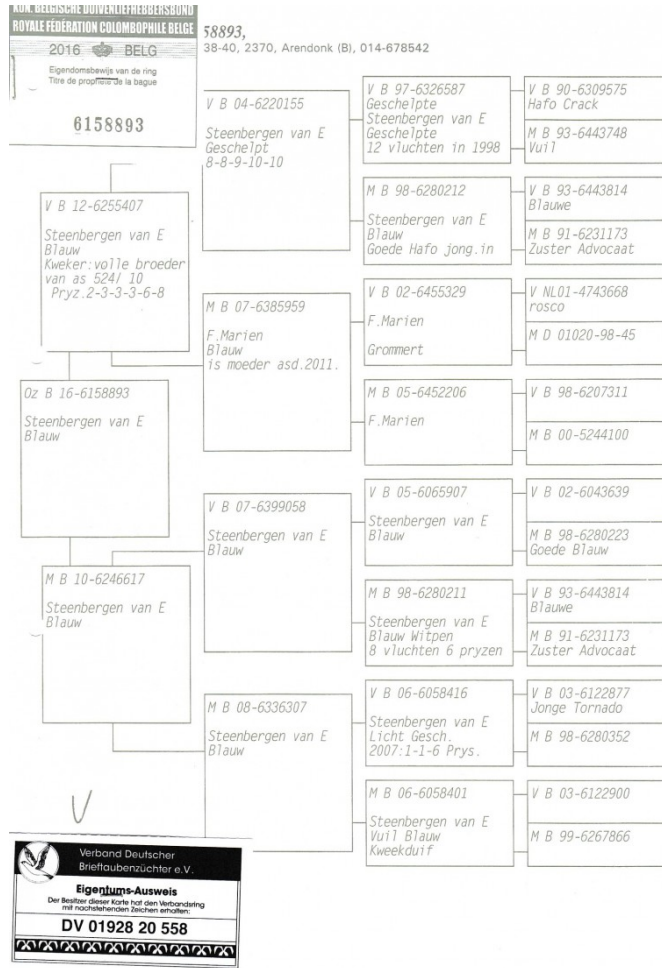 KON. BELGISCHE DUIVENLIEFHEBBERSBOND
ROYALE FÉDÉRATION COLOMBOPHILE BELGE
2016 BELG
Eigendomsbewijs van de ring
Titre de propriété de la bague
6158893
58893,
38-40, 2370, Arendonk (B), 014-678542
V B 12-6255407
Steenbergen van E
Blauw
Kweker:volle broeder
van as 524/ 10
Pryz.2-3-3-3-6-8
Oz B 16-6158893
Steenbergen van E
Blauw
M B 10-6246617
Steenbergen van E
Blauw
V B 04-6220155
Steenbergen van E
Geschelpt
8-8-9-10-10
M B 07-6385959
F.Marien
Blauw
is moeder asd.2011.
V B 07-6399058
Steenbergen van E
Blauw
M B 08-6336307
Steenbergen van E
Blauw
V B 97-6326587
Geschelpte
Steenbergen van E
Geschelpte
12 vluchten in 1998
M B 98-6280212
Steenbergen van E
Blauw
Goede Hafo jong.in
V B 02-6455329
F.Marien
Grommert
M B 05-6452206
F.Marien
V B 05-6065907
Steenbergen van E
Blauw
M B 98-6280211
Steenbergen van E
Blauw Witpen
8 vluchten 6 pryzen
V B 06-6058416
Steenbergen van E
Licht Gesch.
2007:1-1-6 Prys.
M B 06-6058401
Steenbergen van E
Vuil Blauw
Kweekduif
V B 90-6309575
Hafo Crack
M B 93-6443748
Vuil
V B 93-6443814
Blauwe
M B 91-6231173
Zuster Advocaat
V NL01-4743668
rosco
M D 01020-98-45
V B 98-6207311
M B 00-5244100
V B 02-6043639
M B 98-6280223
Goede Blauw
V B 93-6443814
Blauwe
M B 91-6231173
Zuster Advocaat
V B 03-6122877
Jonge Tornado
M B 98-6280352
V B 03-6122900
M B 99-6267866
V
Verband Deutscher
Brieftaubenzüchter e.V.
Eigentums-Ausweis
Der Besitzer dieser Karte hat den Verbandsring
mit nachstehenden Zeichen erhalten:
DV 01928 20 558